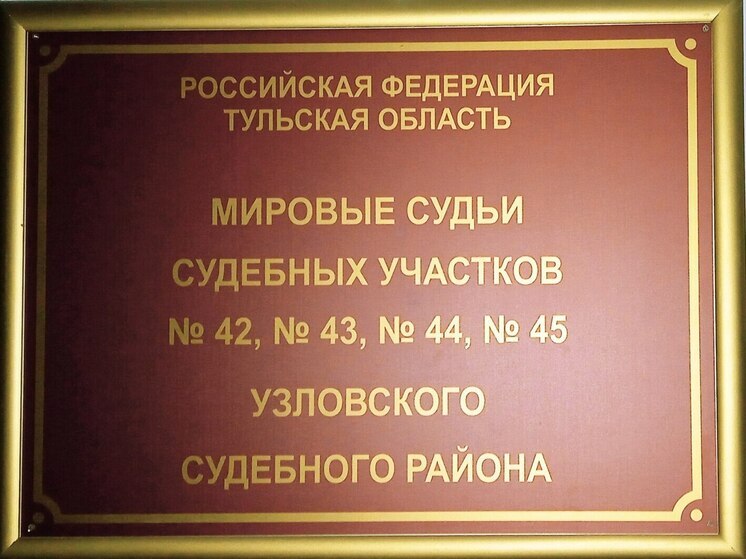 РОССИЙСКАЯ ФЕДЕРАЦИЯ
ТУЛЬСКАЯ ОБЛАСТЬ
МИРОВЫЕ СУДЬИ
СУДЕБНЫХ УЧАСТКОВ
№ 42, № 43, № 44, № 45
УЗЛОВСКОГО
СУДЕБНОГО РАЙОНА